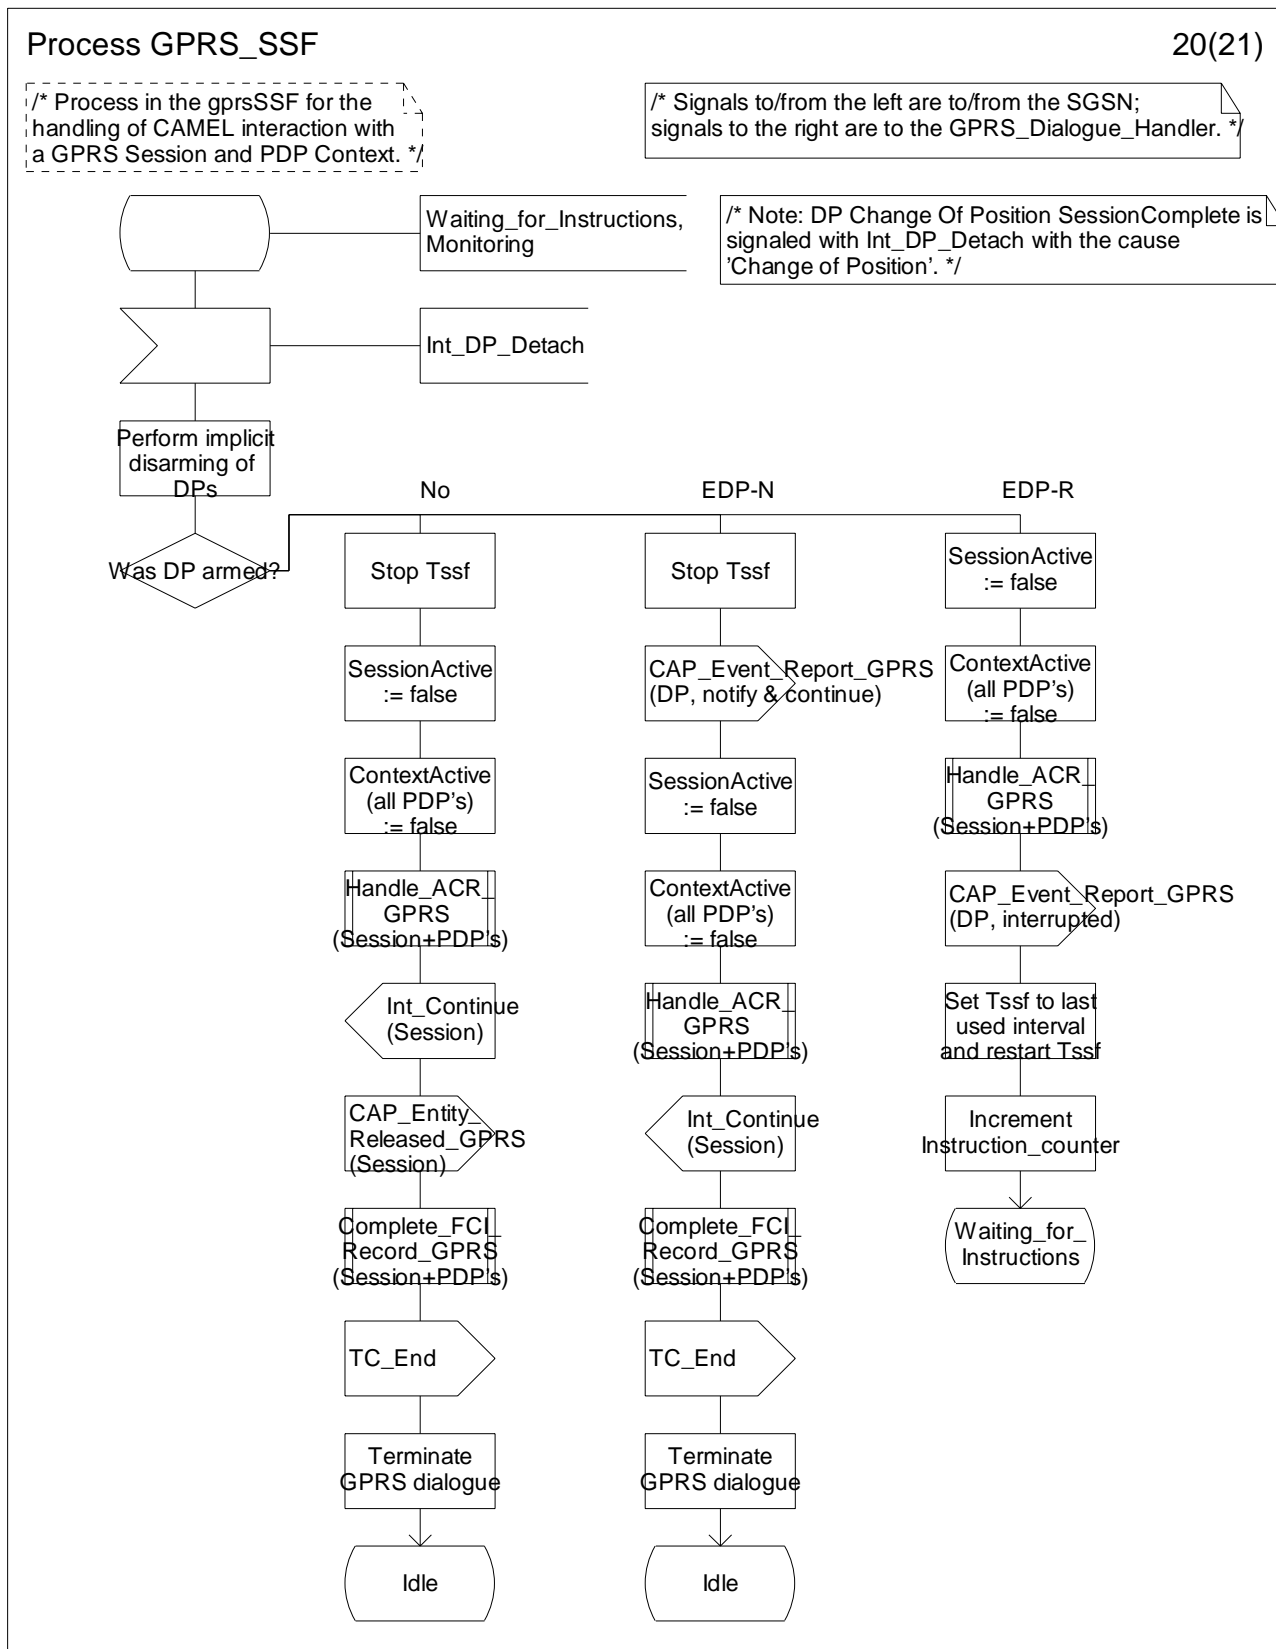 Process GPRS_SSF
20(21)
/* Process in the gprsSSF for the
handling of CAMEL interaction with
a GPRS Session and PDP Context. */
/* Signals to/from the left are to/from the SGSN;
signals to the right are to the GPRS_Dialogue_Handler. */
Waiting_for_Instructions,
Monitoring
/* Note: DP Change Of Position SessionComplete is
signaled with Int_DP_Detach with the cause
'Change of Position'. */
Int_DP_Detach
Perform implicit
disarming of
DPs
Was DP armed?
No
Stop Tssf
SessionActive
:= false
ContextActive
(all PDP's)
:= false
Handle_ACR_
GPRS
(Session+PDP's)
Int_Continue
(Session)
CAP_Entity_
Released_GPRS
(Session)
Complete_FCI_
Record_GPRS
(Session+PDP's)
TC_End
Terminate
GPRS dialogue
Idle
EDP-N
Stop Tssf
CAP_Event_Report_GPRS
(DP, notify & continue)
SessionActive
:= false
ContextActive
(all PDP's)
:= false
Handle_ACR_
GPRS
(Session+PDP's)
Int_Continue
(Session)
Complete_FCI_
Record_GPRS
(Session+PDP's)
TC_End
Terminate
GPRS dialogue
Idle
EDP-R
SessionActive
:= false
ContextActive
(all PDP's)
:= false
Handle_ACR_
GPRS
(Session+PDP's)
CAP_Event_Report_GPRS
(DP, interrupted)
Set Tssf to last
used interval
and restart Tssf
Increment
Instruction_counter
Waiting_for_
Instructions